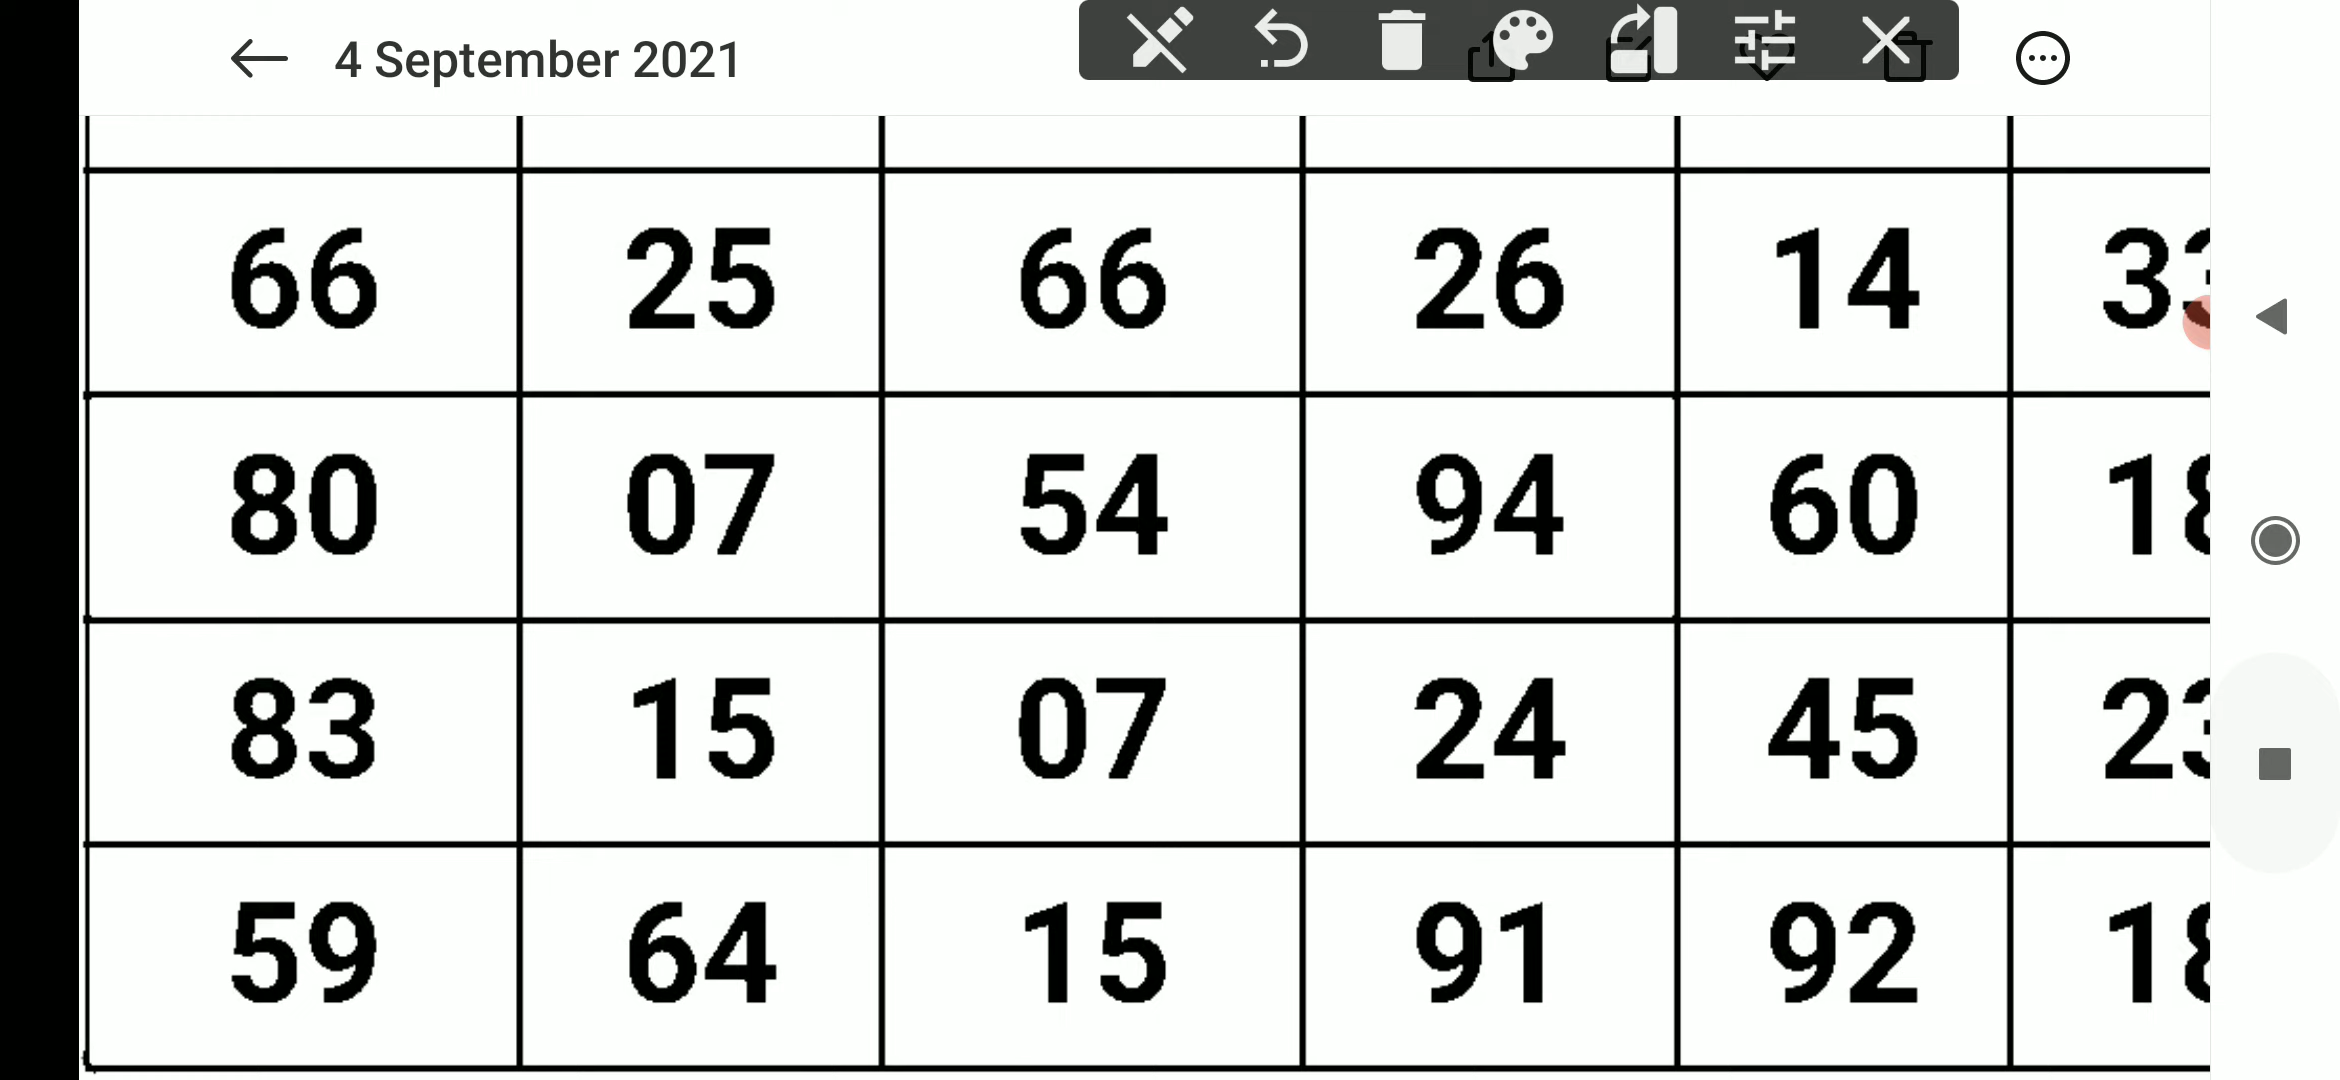 4 September 2021
66 25 66 26 14
80 07 54 94 60
83 15 07 24 45
59 64 15 91 92